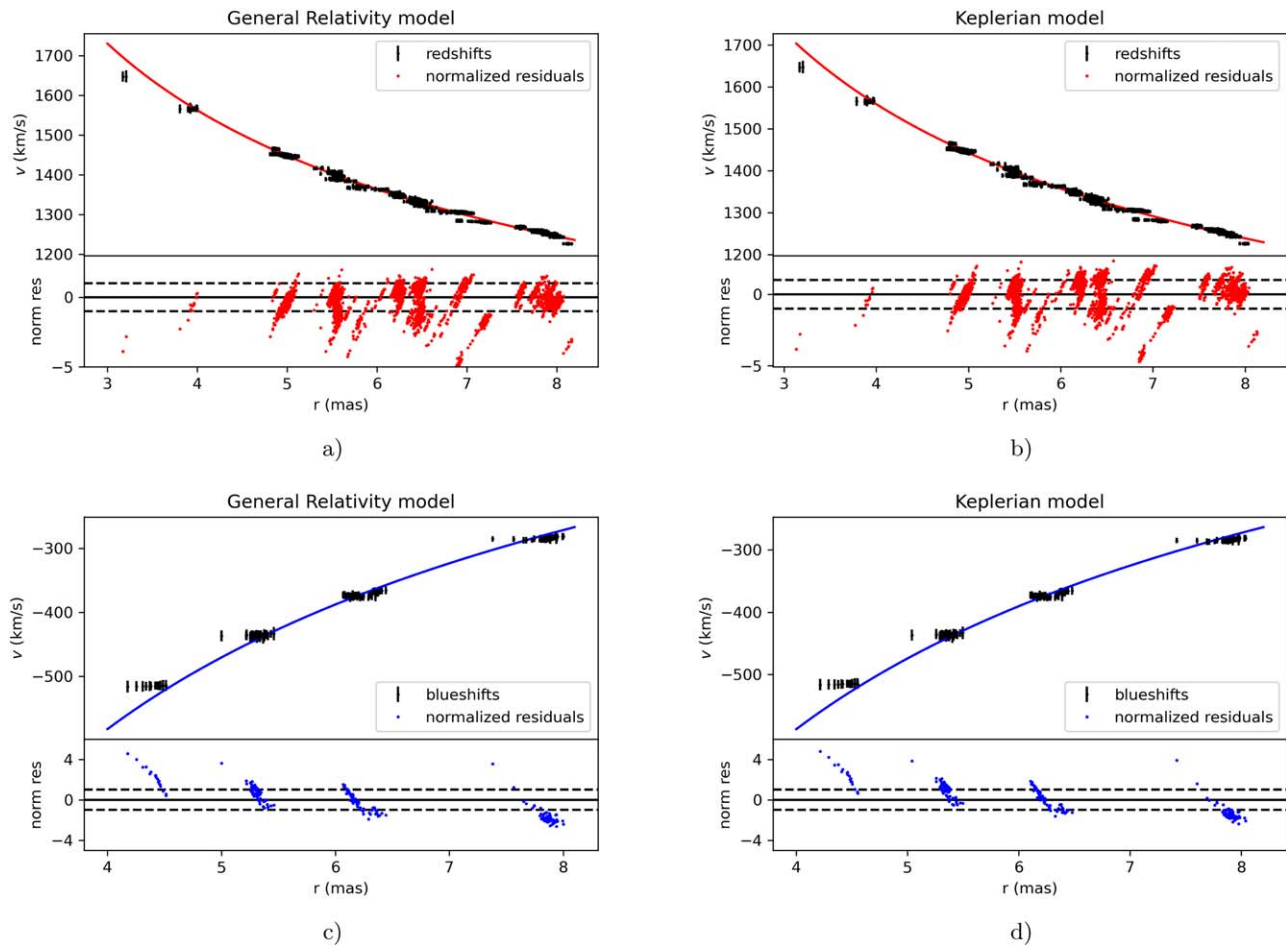 General Relativity model
1700
1600
1500
1400
1300
1200
v (km/s)
redshifts
normalized residuals
0
−5
norm res
3 4 5 6 7 8
r (mas)
a)
Keplerian model
1700
1600
1500
1400
1300
1200
v (km/s)
redshifts
normalized residuals
0
−5
norm res
3 4 5 6 7 8
r (mas)
b)
General Relativity model
−300
−400
−500
v (km/s)
blueshifts
normalized residuals
4
0
−4
norm res
4 5 6 7 8
r (mas)
c)
Keplerian model
−300
−400
−500
v (km/s)
blueshifts
normalized residuals
4
0
−4
norm res
4 5 6 7 8
r (mas)
d)